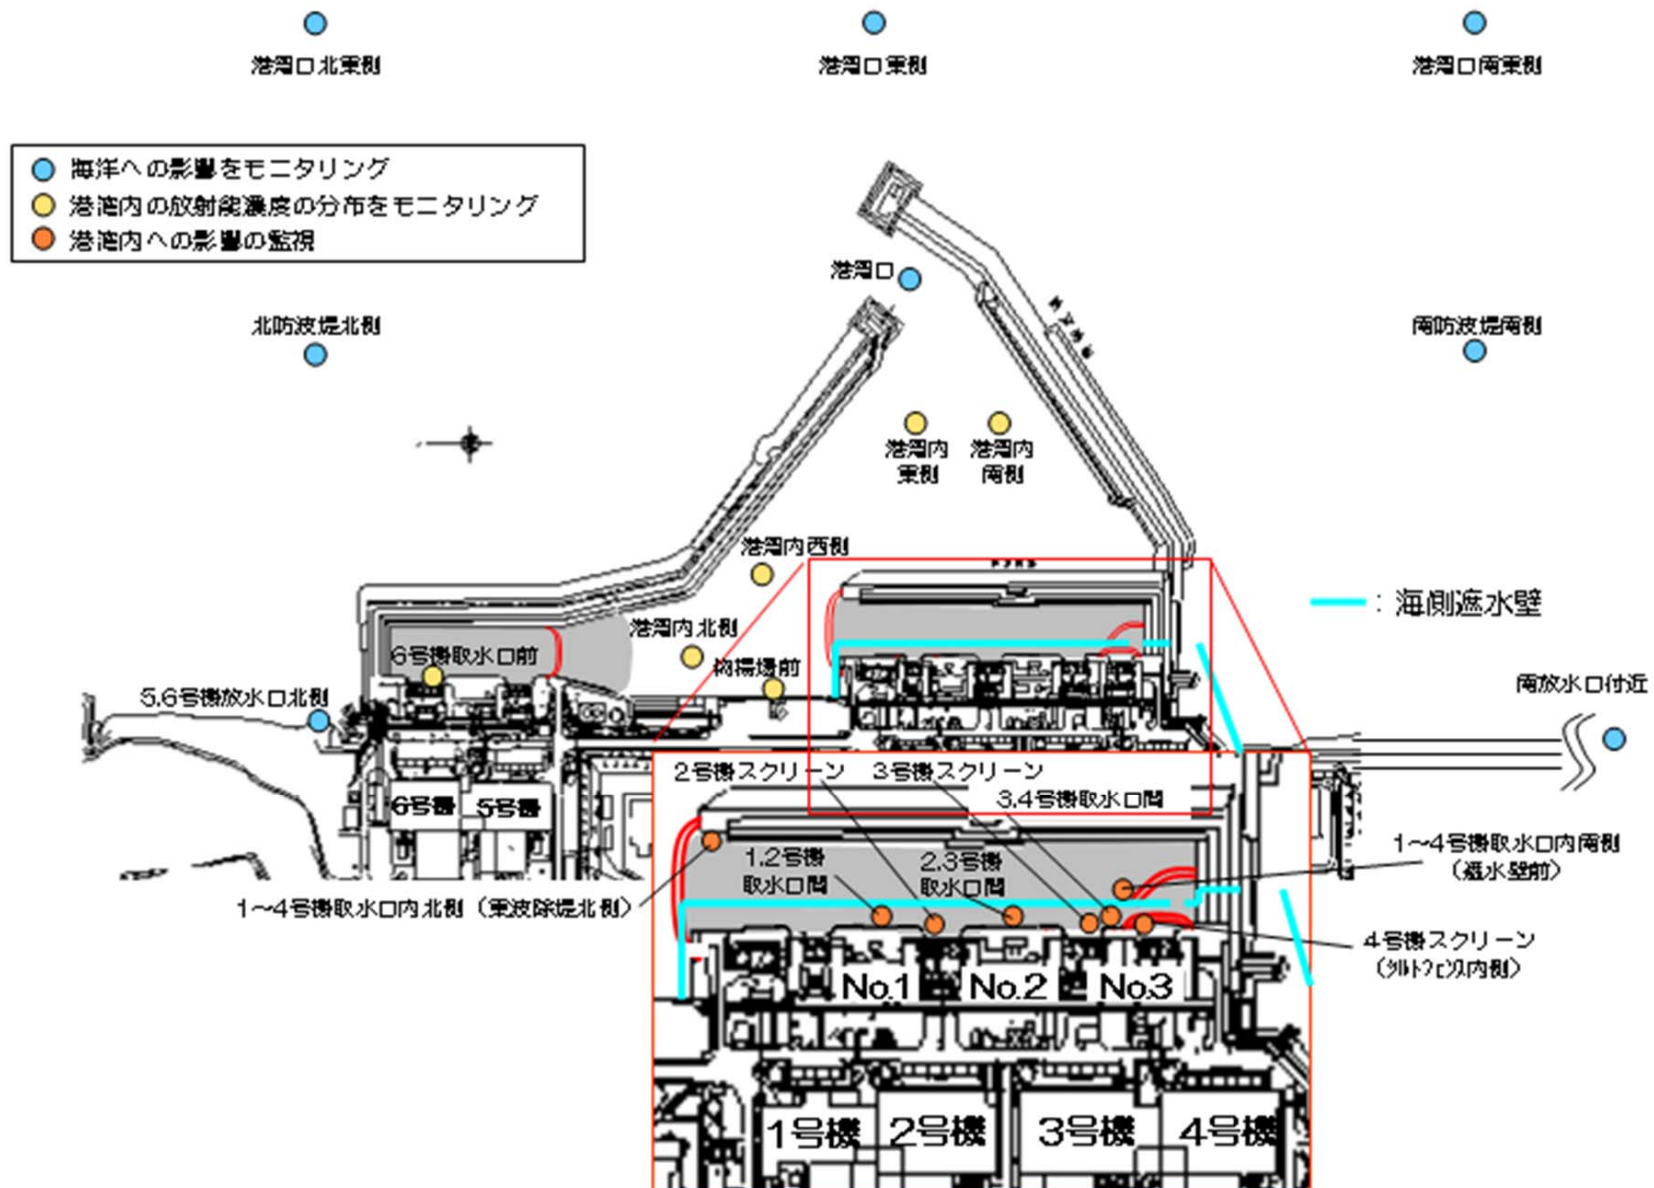 港湾口北東側
港湾口東側
港湾口南東側
海洋への影響をモニタリング
港湾内の放射能濃度の分布をモニタリング
港湾内への影響の監視
港湾口
北防波堤北側
南防波堤南側
港湾内
東側
港湾内
南側
港湾内西側
港湾内北側
物揚場前
：海側遮水壁
6号機取水口前
5.6号機放水口北側
南放水口付近
6号機
5号機
2号機スクリーン
3号機スクリーン
3.4号機取水口間
1.2号機
取水口間
2.3号機
取水口間
1～4号機取水口内南側
（遮水壁前）
1～4号機取水口内北側（東波除堤北側）
4号機スクリーン
（シルトフェンス内側）
No.1
No.2
No.3
1号機
2号機
3号機
4号機